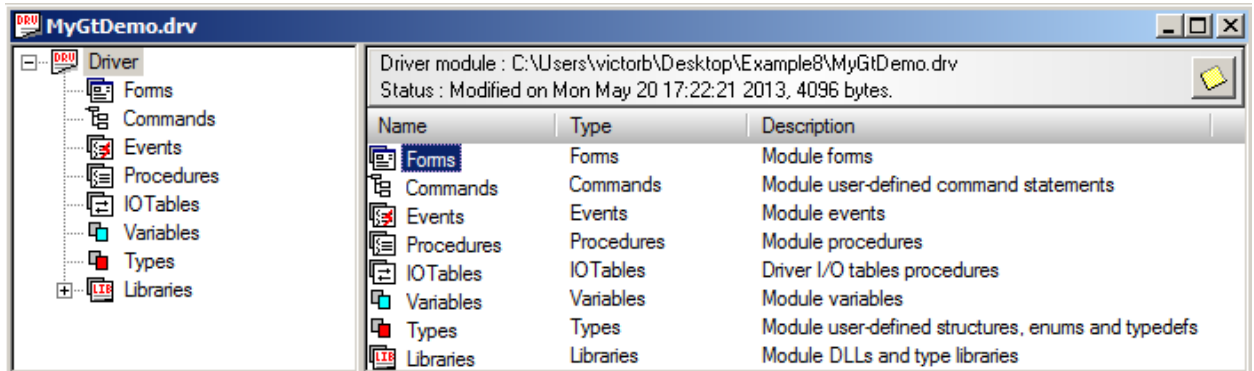 MyGtDemo.drv
Driver
Forms
Commands
Events
Procedures
IOTables
Variables
Types
Libraries
Driver module : C:\Users\victorb\Desktop\Example8\MyGtDemo.drv
Status : Modified on Mon May 20 17:22:21 2013, 4096 bytes.
Name Type Description
Forms Forms Module forms
Commands Commands Module user-defined command statements
Events Events Module events
Procedures Procedures Module procedures
IOTables IOTables Driver I/O tables procedures
Variables Variables Module variables
Types Types Module user-defined structures, enums and typedefs
Libraries Libraries Module DLLs and type libraries